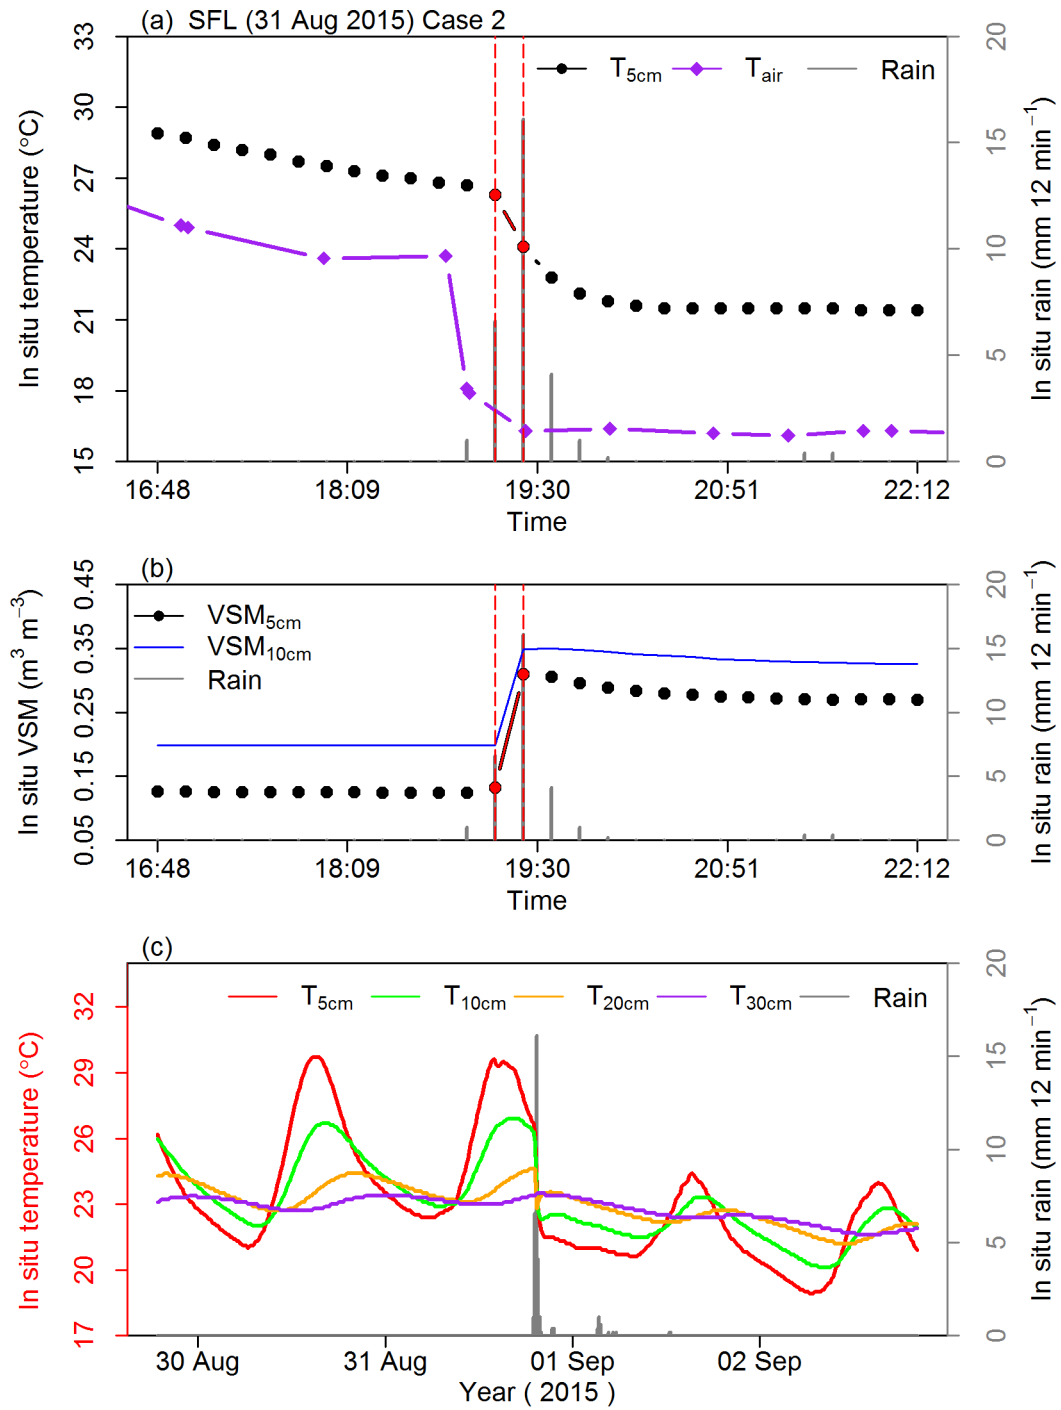 (a) SFL (31 Aug 2015) Case 2
T5cm Tair Rain
In situ temperature (°C)
33
30
27
24
21
18
15
In situ rain (mm 12 min−1)
20
15
10
5
0
16:48 18:09 19:30 20:51 22:12
Time
(b)
VSM5cm
VSM10cm
Rain
In situ VSM (m3 m−3)
0.45
0.35
0.25
0.15
0.05
In situ rain (mm 12 min−1)
20
15
10
5
0
16:48 18:09 19:30 20:51 22:12
Time
(c)
T5cm T10cm T20cm T30cm Rain
In situ temperature (°C)
32
29
26
23
20
17
In situ rain (mm 12 min−1)
20
15
10
5
0
30 Aug 31 Aug 01 Sep 02 Sep
Year ( 2015 )